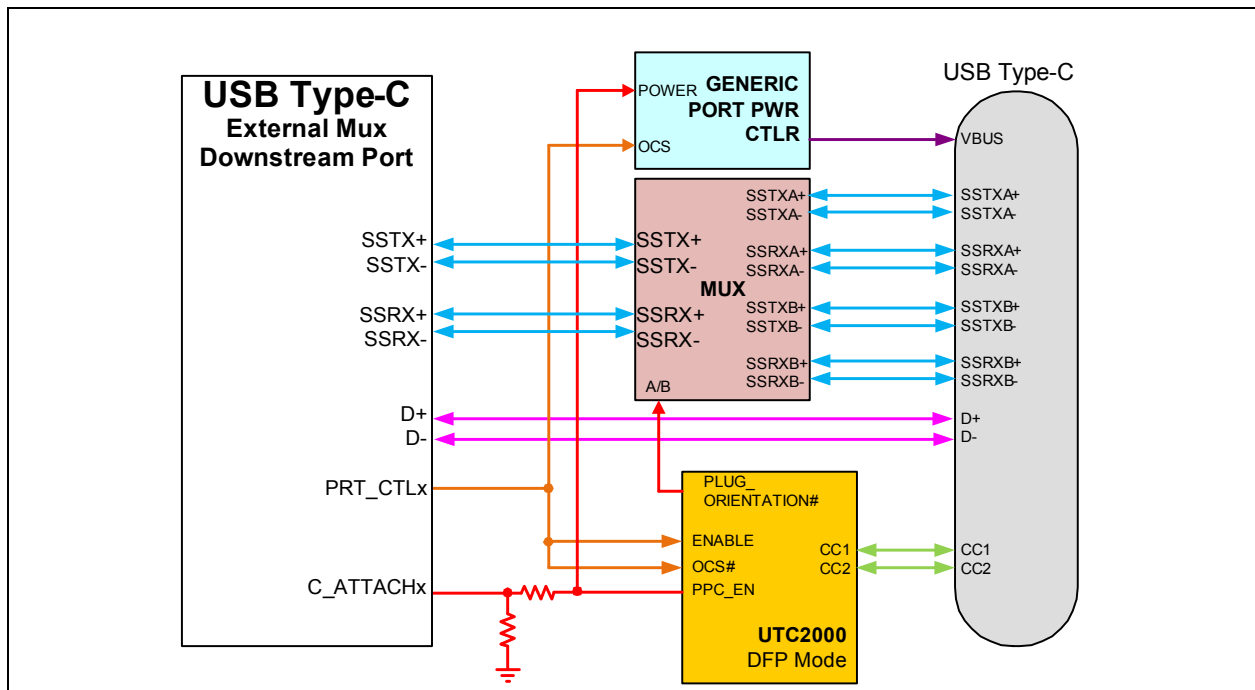 USB Type-C
External Mux
Downstream Port
SSTX+
SSTX-
SSRX+
SSRX-
D+
D-
PRT_CTLx
C_ATTACHx
POWER
OCS
GENERIC
PORT PWR
CTLR
SSTX+
SSTX-
SSRX+
SSRX-
MUX
A/B
SSTXA+
SSTXA-
SSRXA+
SSRXA-
SSTXB+
SSTXB-
SSRXB+
SSRXB-
PLUG_
ORIENTATION#
ENABLE
OCS#
PPC_EN
CC1
CC2
UTC2000
DFP Mode
USB Type-C
VBUS
SSTXA+
SSTXA-
SSRXA+
SSRXA-
SSTXB+
SSTXB-
SSRXB+
SSRXB-
D+
D-
CC1
CC2